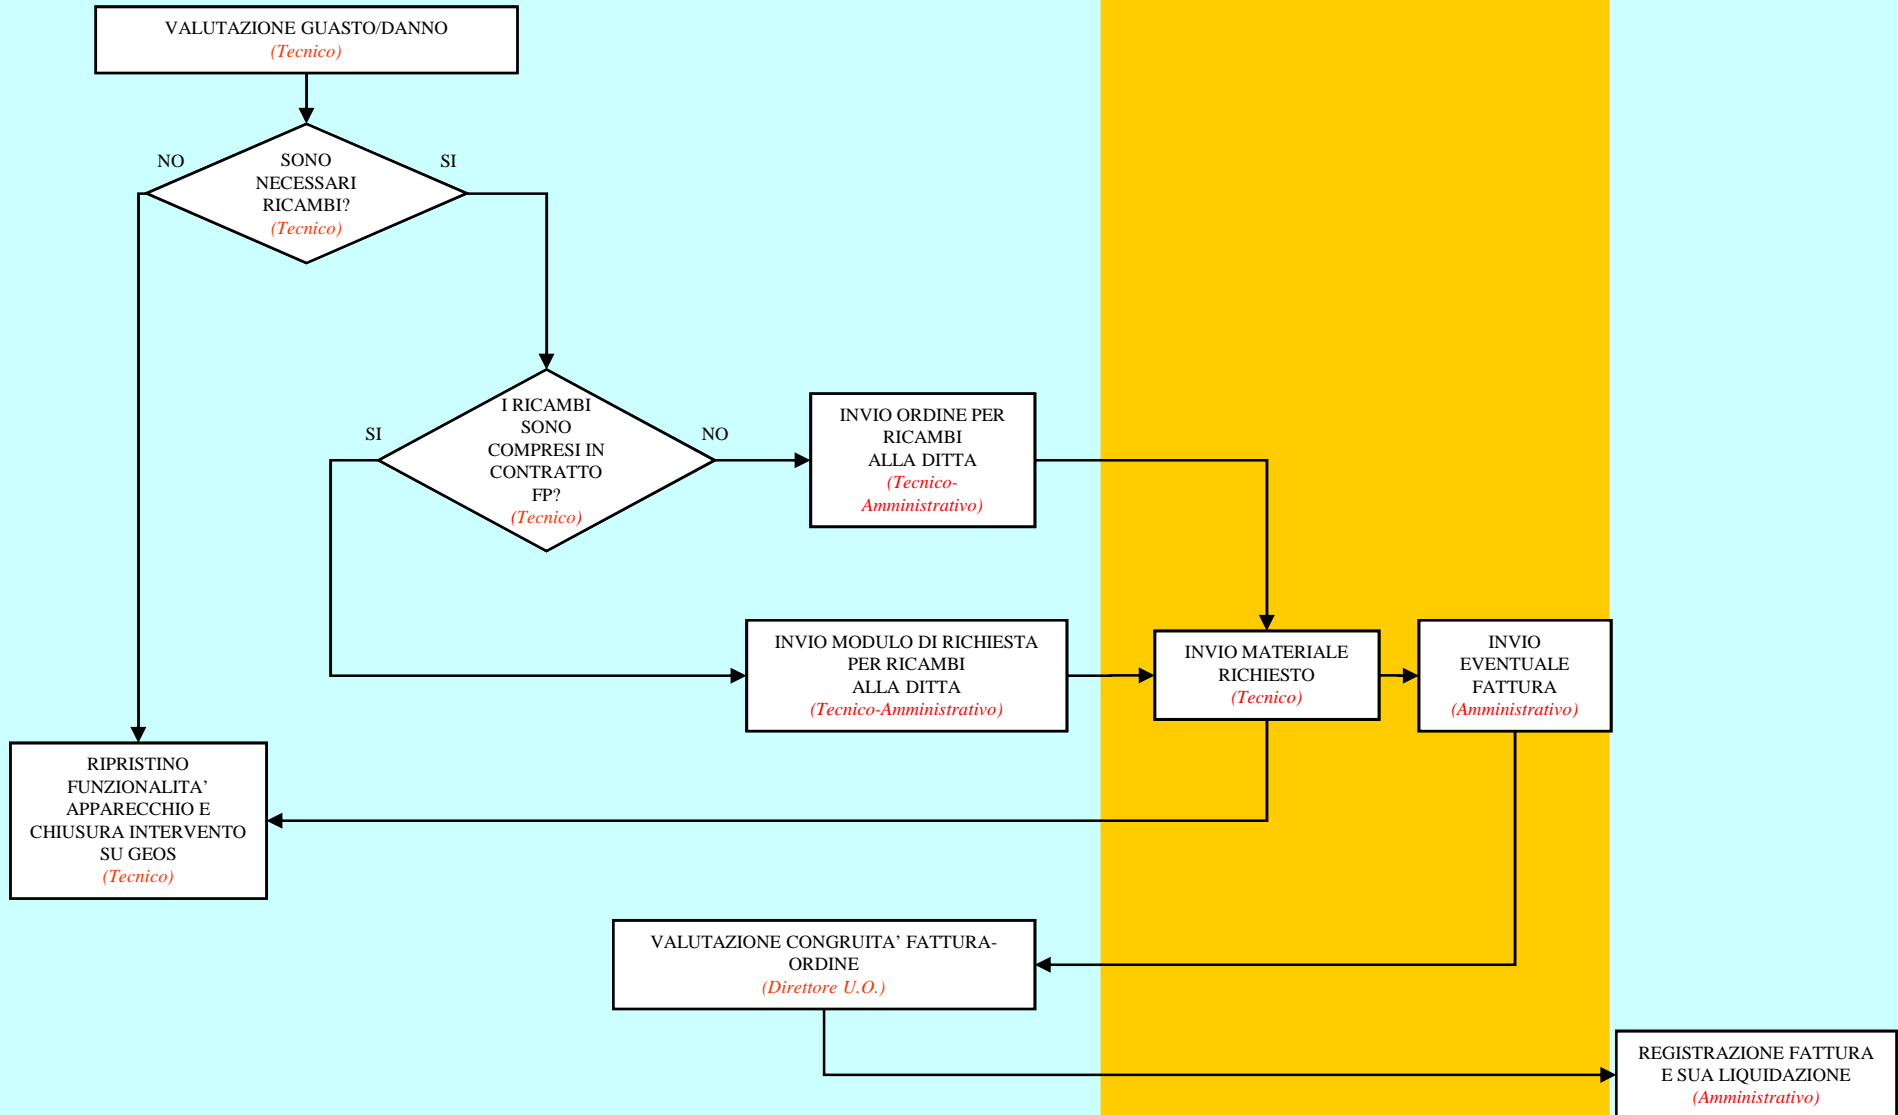 VALUTAZIONE GUASTO/DANNO
(Tecnico)
NO
SI
SONO
NECESSARI
RICAMBI?
(Tecnico)
SI
NO
I RICAMBI
SONO
COMPRESI IN
CONTRATTO
FP?
(Tecnico)
INVIO ORDINE PER
RICAMBI
ALLA DITTA
(Tecnico-
Amministrativo)
INVIO MODULO DI RICHIESTA
PER RICAMBI
ALLA DITTA
(Tecnico-Amministrativo)
INVIO MATERIALE
RICHIESTO
(Tecnico)
INVIO
EVENTUALE
FATTURA
(Amministrativo)
RIPRISTINO
FUNZIONALITA’
APPARECCHIO E
CHIUSURA INTERVENTO
SU GEOS
(Tecnico)
VALUTAZIONE CONGRUITA’ FATTURA-
ORDINE
(Direttore U.O.)
REGISTRAZIONE FATTURA
E SUA LIQUIDAZIONE
(Amministrativo)